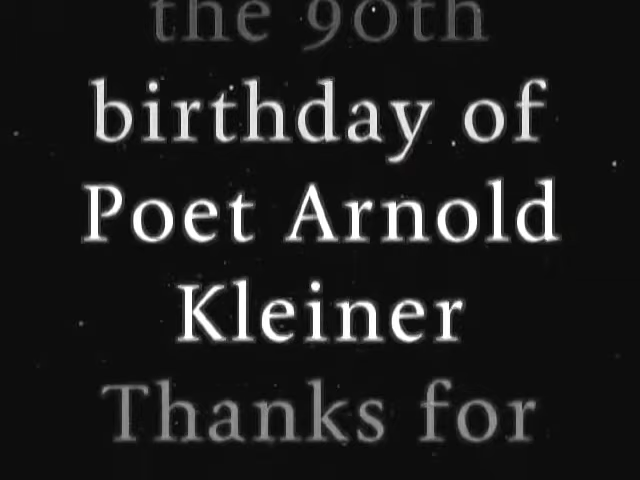 the 90th
birthday of
Poet Arnold
Kleiner
Thanks for